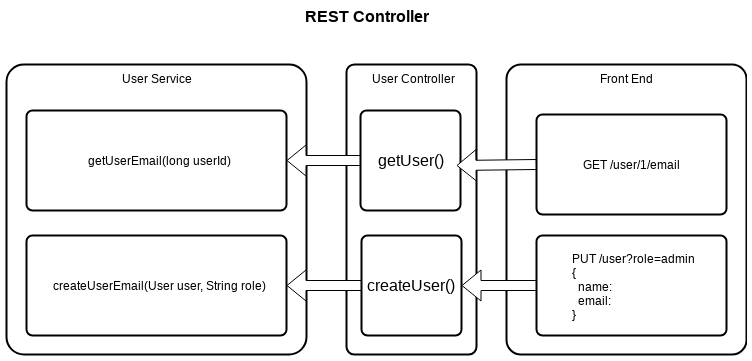 REST Controller
User Service
User Controller
Front End
getUserEmail(long userId)
getUser()
GET /user/1/email
createUserEmail(User user, String role)
createUser()
PUT /user?role=admin
{
name:
email:
}